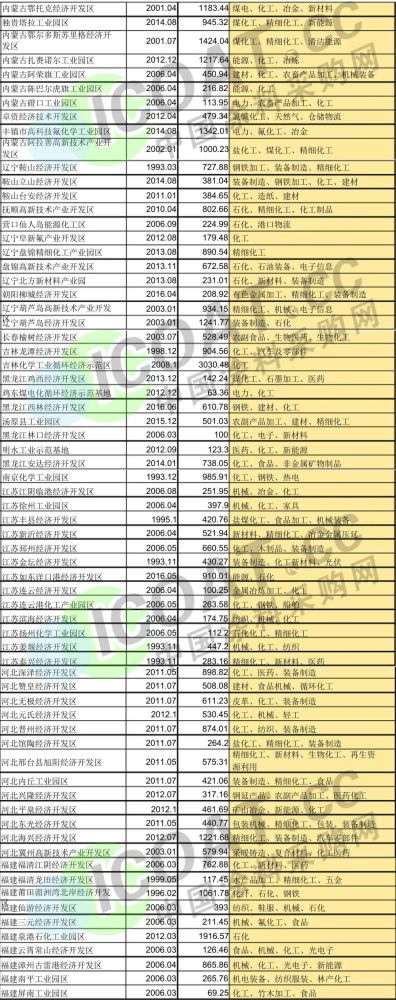 内蒙古鄂托克经济开发区 2001.04 1183.44 煤电、化工、冶金、新材料
独贵塔拉工业园区 2014.08 945.32 煤化工、精细化工、新能源
内蒙古鄂尔多斯苏里格经济开
发区 2001.07 1424.04 煤化工、精细化工、清洁能源
内蒙古扎赉诺尔工业园区 2012.12 1217.64 能源、化工、冶炼
内蒙古阿荣旗工业园区 2006.04 450.94 建材、化工、农畜产品加工、机械装备
内蒙古陈巴尔虎旗工业园区 2006.04 216.82 能源、化工
内蒙古磴口工业园区 2006.04 113.95 电力、农畜产品加工、化工
卓资经济技术开发区 2012.04 479.34 氯碱化工、天然气、仓储物流
丰镇市高科技氟化学工业园区 2014.08 1342.01 电力、氟化工、冶金
内蒙古阿拉善高新技术产业开
发区 2002.01 1000.23 盐化工、煤化工、精细化工
辽宁鞍山经济开发区 1993.03 727.88 钢铁加工、装备制造、精细化工
鞍山立山经济开发区 2014.08 381.04 装备制造、钢铁加工、化工、建材
鞍山台安经济开发区 2011.01 384.65 化工、造纸、建材
抚顺高新技术产业开发区 2010.04 802.66 石化、精细化工、化工制品
营口仙人岛能源化工区 2006.09 224.99 石化、港口物流
辽宁阜新氟产业开发区 2012.08 179.48 化工
辽宁盘锦精细化工产业园区 2013.08 890.54 精细化工
盘锦高新技术产业开发区 2013.11 672.58 石化、石油装备、电子信息
辽宁北方新材料产业园 2013.08 231.01 石化、新材料、装备制造
朝阳柳城经济开发区 2016.04 208.92 有色金属加工、精细化工、装备制造
辽宁葫芦岛高新技术产业开发
区 2003.01 934.15 精细化工、机械、电子信息
辽宁葫芦岛经济开发区 2003.01 1241.77 装备制造、石化
长春榆树经济开发区 2003.07 528.49 农副食品、生物医药、生物化工
吉林龙潭经济开发区 1998.12 904.56 化工、汽车及零部件
吉林化学工业循环经济示范区 2008.1 3030.48 化工
黑龙江鸡西经济开发区 2013.12 142.24 煤化工、石墨加工、医药
鸡东煤电化循环经济示范基地 2012.12 63.36 电力、化工
黑龙江西林经济开发区 2016.06 610.78 钢铁、建材、化工
汤原县工业园区 2015.12 501.03 农副产品加工、建材、精细化工
黑龙江林口经济开发区 2006.03 100 化工、电子、新材料
明水工业示范基地 2012.09 123.3 医药、化工、新能源
黑龙江安达经济开发区 2014.01 738.05 化工、食品、非金属矿物制品
南京化学工业园区 1993.12 985.91 化工、钢铁、热电
江苏江阴临港经济开发区 2006.08 251.95 机械、冶金、化工
江苏徐州工业园区 2006.04 397.9 机械、化工、家具
江苏丰县经济开发区 1995.1 420.76 盐煤化工、食品加工、机械装备
江苏新沂经济开发区 2006.04 521.94 新材料、精细化工、冶金金属压延
江苏邳州经济开发区 2006.05 660.55 化工、木制品、装备制造
江苏金坛经济开发区 1993.11 430.27 装备制造、化工新材料、光伏
江苏如东洋口港经济开发区 2016.05 910.01 能源、石化
江苏连云经济开发区 2006.04 100.25 金属冶炼加工、化工
江苏连云港化工产业园区 2006.05 263.58 化工、钢铁、船舶
江苏滨海经济开发区 2006.04 174.75 纺织、机械、化工
江苏扬州化学工业园区 2006.05 112.2 石化化工、精细化工
江苏姜堰经济开发区 1993.11 447.2 机械、化工、纺织
江苏泰兴经济开发区 1993.11 283.16 精细化工、新材料、医药
河北深泽经济开发区 2011.05 898.82 化工、医药、装备制造
河北赞皇经济开发区 2011.07 508.08 建材、食品机械、循环化工
河北无极经济开发区 2011.07 611.23 皮革、化工、装备制造
河北元氏经济开发区 2012.1 530.45 化工、机械、轻工
河北晋州经济开发区 2011.07 874.01 化工、纺织、装备制造
河北馆陶经济开发区 2011.07 264.2 盐化工、精细化工、装备制造
河北邢台县旭阳经济开发区 2011.05 575.31 精细化工、新材料、生物化工、再生资
源利用
河北内丘工业园区 2011.07 421.06 装备制造、精细化工、食品
河北兴隆经济开发区 2012.07 317.16 钢延产品、农副产品加工、医药化工
河北平泉经济开发区 2012.1 461.69 矿山冶金、新能源、化工
河北东光经济开发区 2011.05 440.77 包装机械、精细化工、包装、装备制造
河北海兴经济开发区 2012.07 1221.68 精细化工、装备制造、汽车零部件
河北冀州高新技术产业开发区 2003.01 579.94 采暖铸造、复合材料、化工医药
福建福清江阴经济开发区 2006.03 762.88 化工、新材料、医药
福建福清龙田经济开发区 1999.05 117.45 水产品加工、精细化工、五金
福建莆田湄洲湾北岸经济开发
区 1996.02 1061.78 化纤、石化、钢铁
福建仙游经济开发区 2006.03 393 纺织、鞋服、机械、石化
福建三元经济开发区 2006.03 211.45 机械、氟化工、食品
福建泉港石化工业园区 2012.03 1916.57 石化
福建云霄常山经济开发区 2006.03 126.46 食品、机械、化工、光电子
福建漳州古雷港经济开发区 2006.04 865.86 机械、化工、光电子、新能源
福建南平工业园区 2006.03 265.76 机电装备、纺织服装、林产化工
福建屏南工业园区 2006.03 69.25 化工、竹木加工、食品